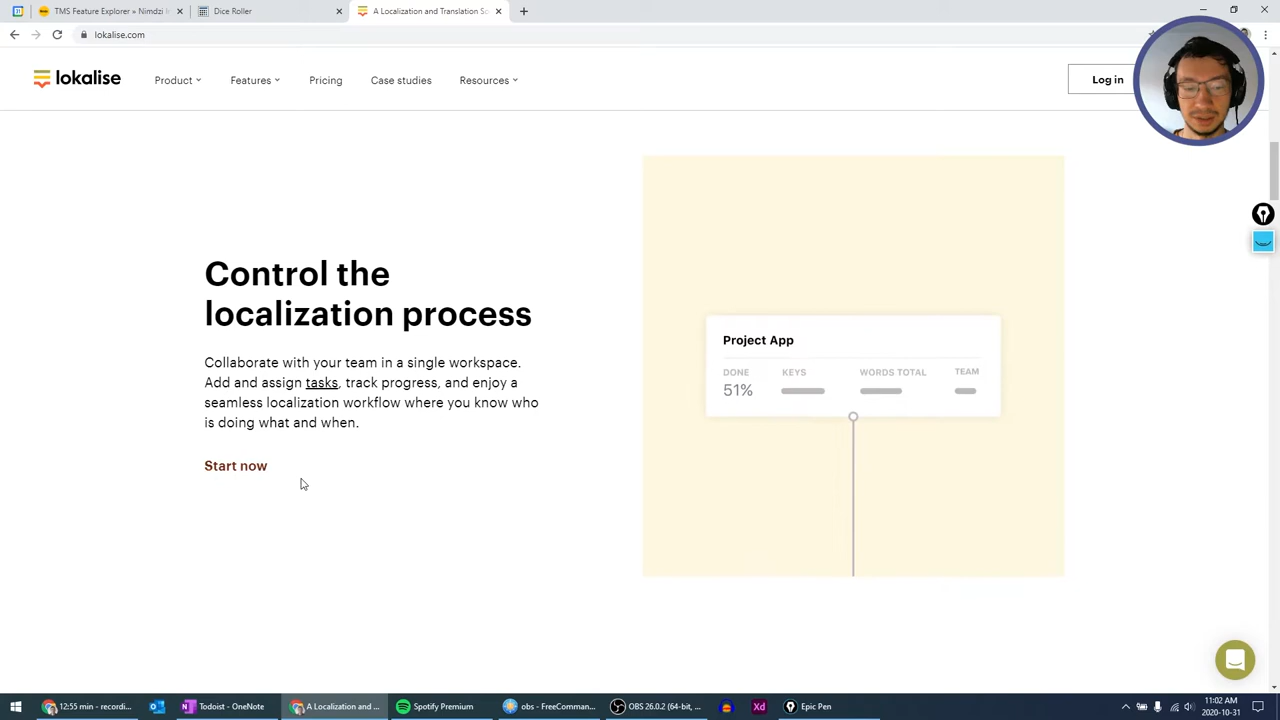 TMS Feature Explorer » Nimdzi In
Dice Roller
A Localization and Translation So
lokalise.com
lokalise
Product
Features
Pricing
Case studies
Resources
Log in
Control the
localization process
Collaborate with your team in a single workspace.
Add and assign tasks, track progress, and enjoy a
seamless localization workflow where you know who
is doing what and when.
Start now
Project App
DONE
KEYS
WORDS TOTAL
TEAM
51%
12:55 min - recordi...
Todoist - OneNote
A Localization and ...
Spotify Premium
obs - FreeComman...
OBS 26.0.2 (64-bit, ...
Xd
Epic Pen
11:02 AM
2020-10-31